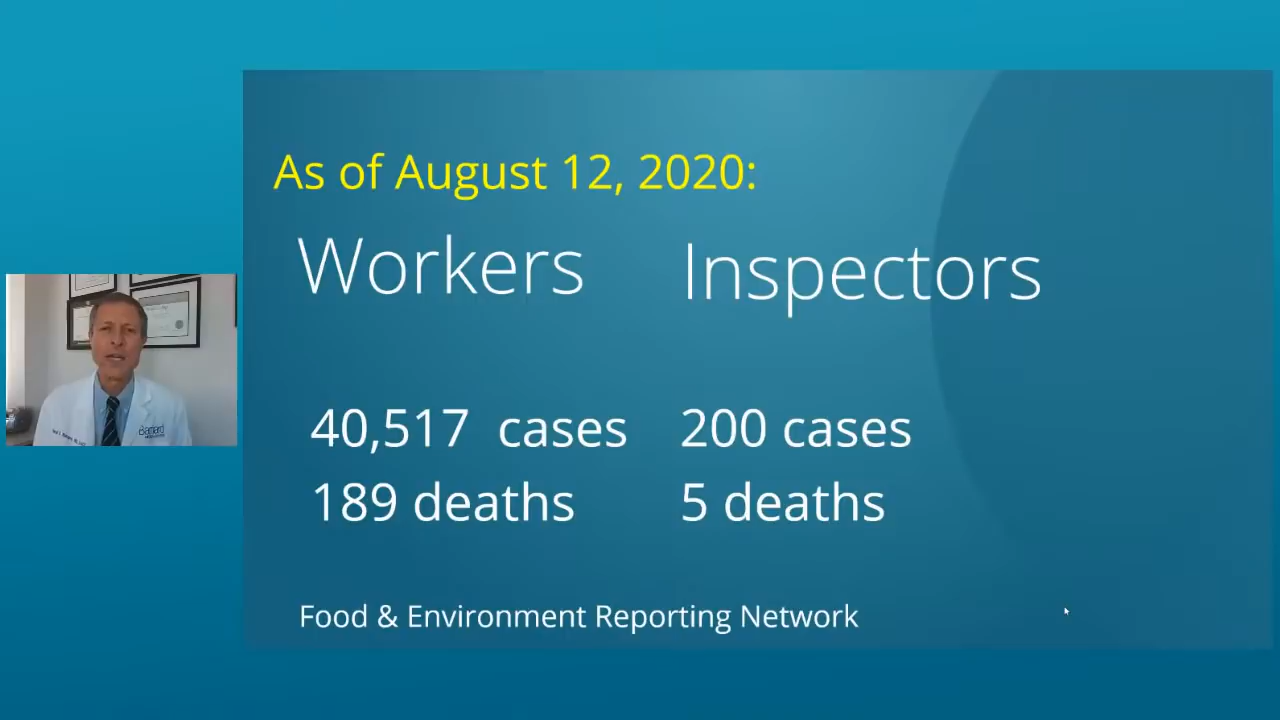 As of August 12, 2020:
Workers Inspectors
40,517 cases 200 cases
189 deaths 5 deaths
Food & Environment Reporting Network
Barnard